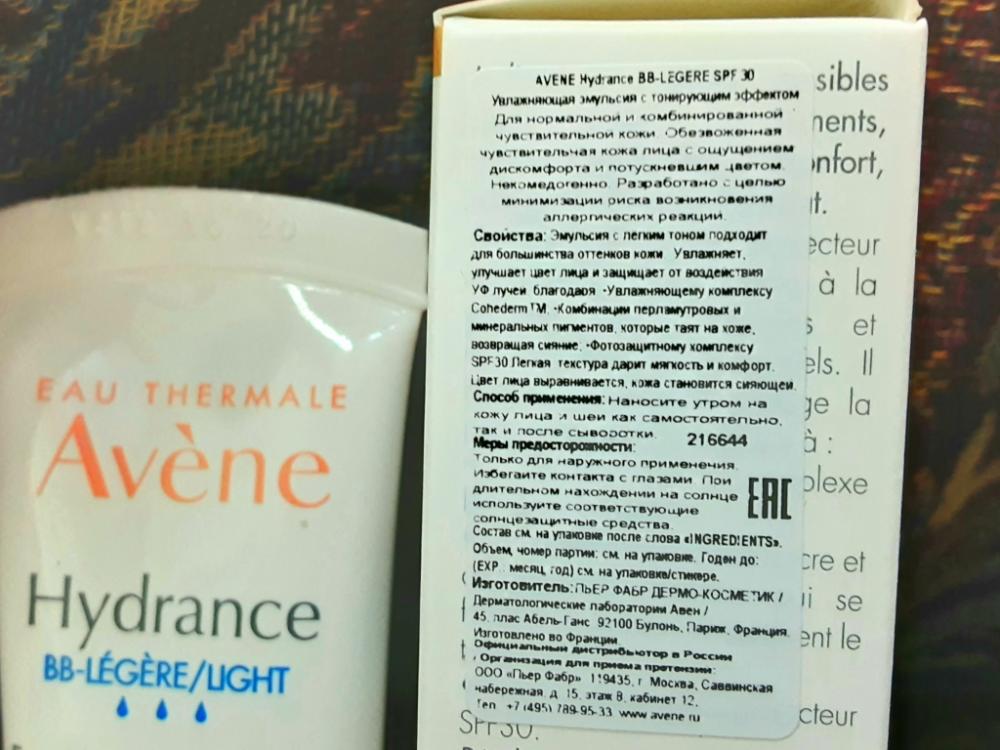 EAU THERMALE
Avène
Hydrance
BB-LÉGÈRE/LIGHT
AVENE Hydrance BB-LEGERE SPF 30
Увлажняющая эмульсия с тонирующим эффектом
Для нормальной и комбинированной
чувствительной кожи. Обезвоженная
чувствительная кожа лица с ощущением
дискомфорта и потускневшим цветом.
Некомедогенно. Разработано с целью
минимизации риска возникновения
аллергических реакций.
Свойства: Эмульсия с легким тоном подходит
для большинства оттенков кожи. Увлажняет,
улучшает цвет лица и защищает от воздействия
УФ лучей благодаря •Увлажняющему комплексу
Cohederm TM, •Комбинации перламутровых и
минеральных пигментов, которые таят на коже,
возвращая сияние; •Фотозащитному комплексу
SPF30 Легкая текстура дарит мягкость и комфорт.
Цвет лица выравнивается, кожа становится сияющей.
Способ применения: Наносите утром на
кожу лица и шеи как самостоятельно,
так и после сыворотки. 216644
Меры предосторожности:
Только для наружного применения.
Избегайте контакта с глазами. При
длительном нахождении на солнце
используйте соответствующие
солнцезащитные средства.
EAC
Состав см. на упаковке после слова «INGREDIENTS».
Объем, номер партии: см. на упаковке. Годен до:
(EXP.: месяц, год) см. на упаковке/стикере.
Изготовитель: ПЬЕР ФАБР ДЕРМО-КОСМЕТИК /
Дерматологические лаборатории Авен /
45, плас Абель-Ганс 92100 Булонь, Париж, Франция.
Изготовлено во Франции.
Официальный дистрибьютор в России
/ Организация для приема претензий:
ООО «Пьер Фабр» 119435, г. Москва, Саввинская
набережная, д. 15, этаж 8, кабинет 12,
Тел. +7 (495) 789-95-33 www.avene.ru
sibles
nents,
nfort,
it.
ecteur
à la
s et
els. Il
ge la
à :
plexe
cre et
ui se
ent le
cteur
SPF30.